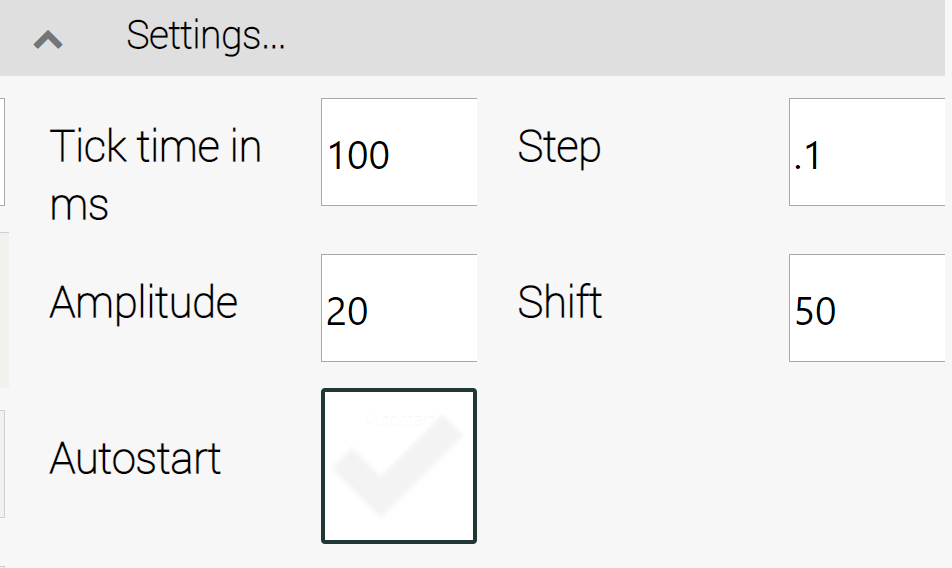 Settings...
Tick time in
ms
100
Step
.1
Amplitude
20
Shift
50
Autostart